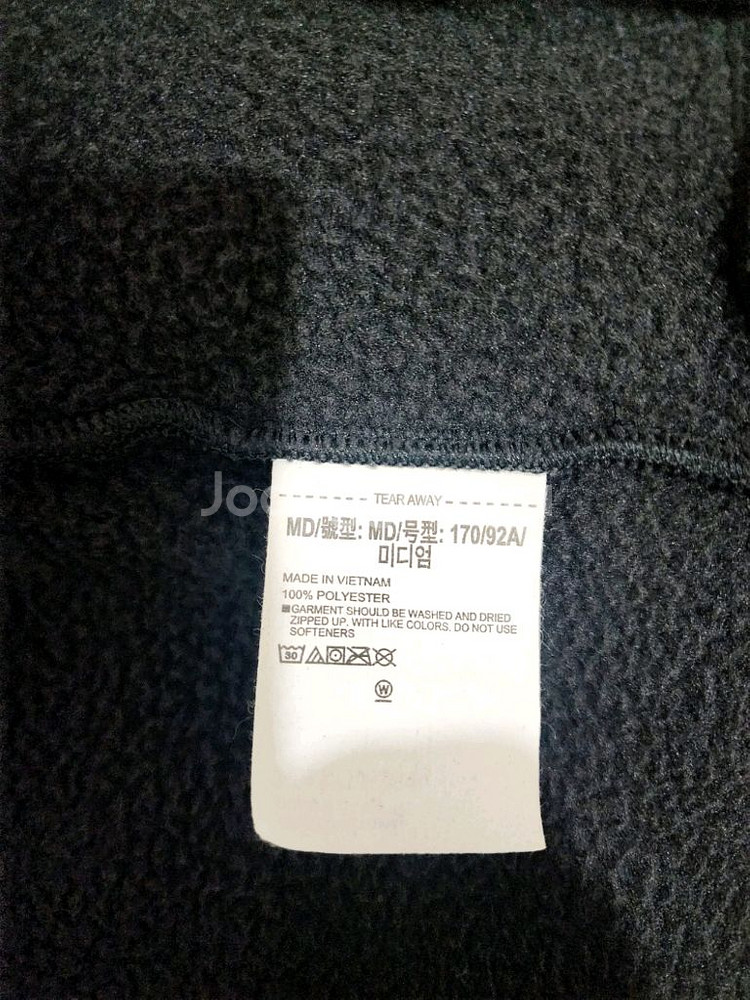 TEAR AWAY
MD/號型: MD/号型: 170/92A/
미디엄
MADE IN VIETNAM
100% POLYESTER
GARMENT SHOULD BE WASHED AND DRIED
ZIPPED UP. WITH LIKE COLORS. DO NOT USE
SOFTENERS
30
W